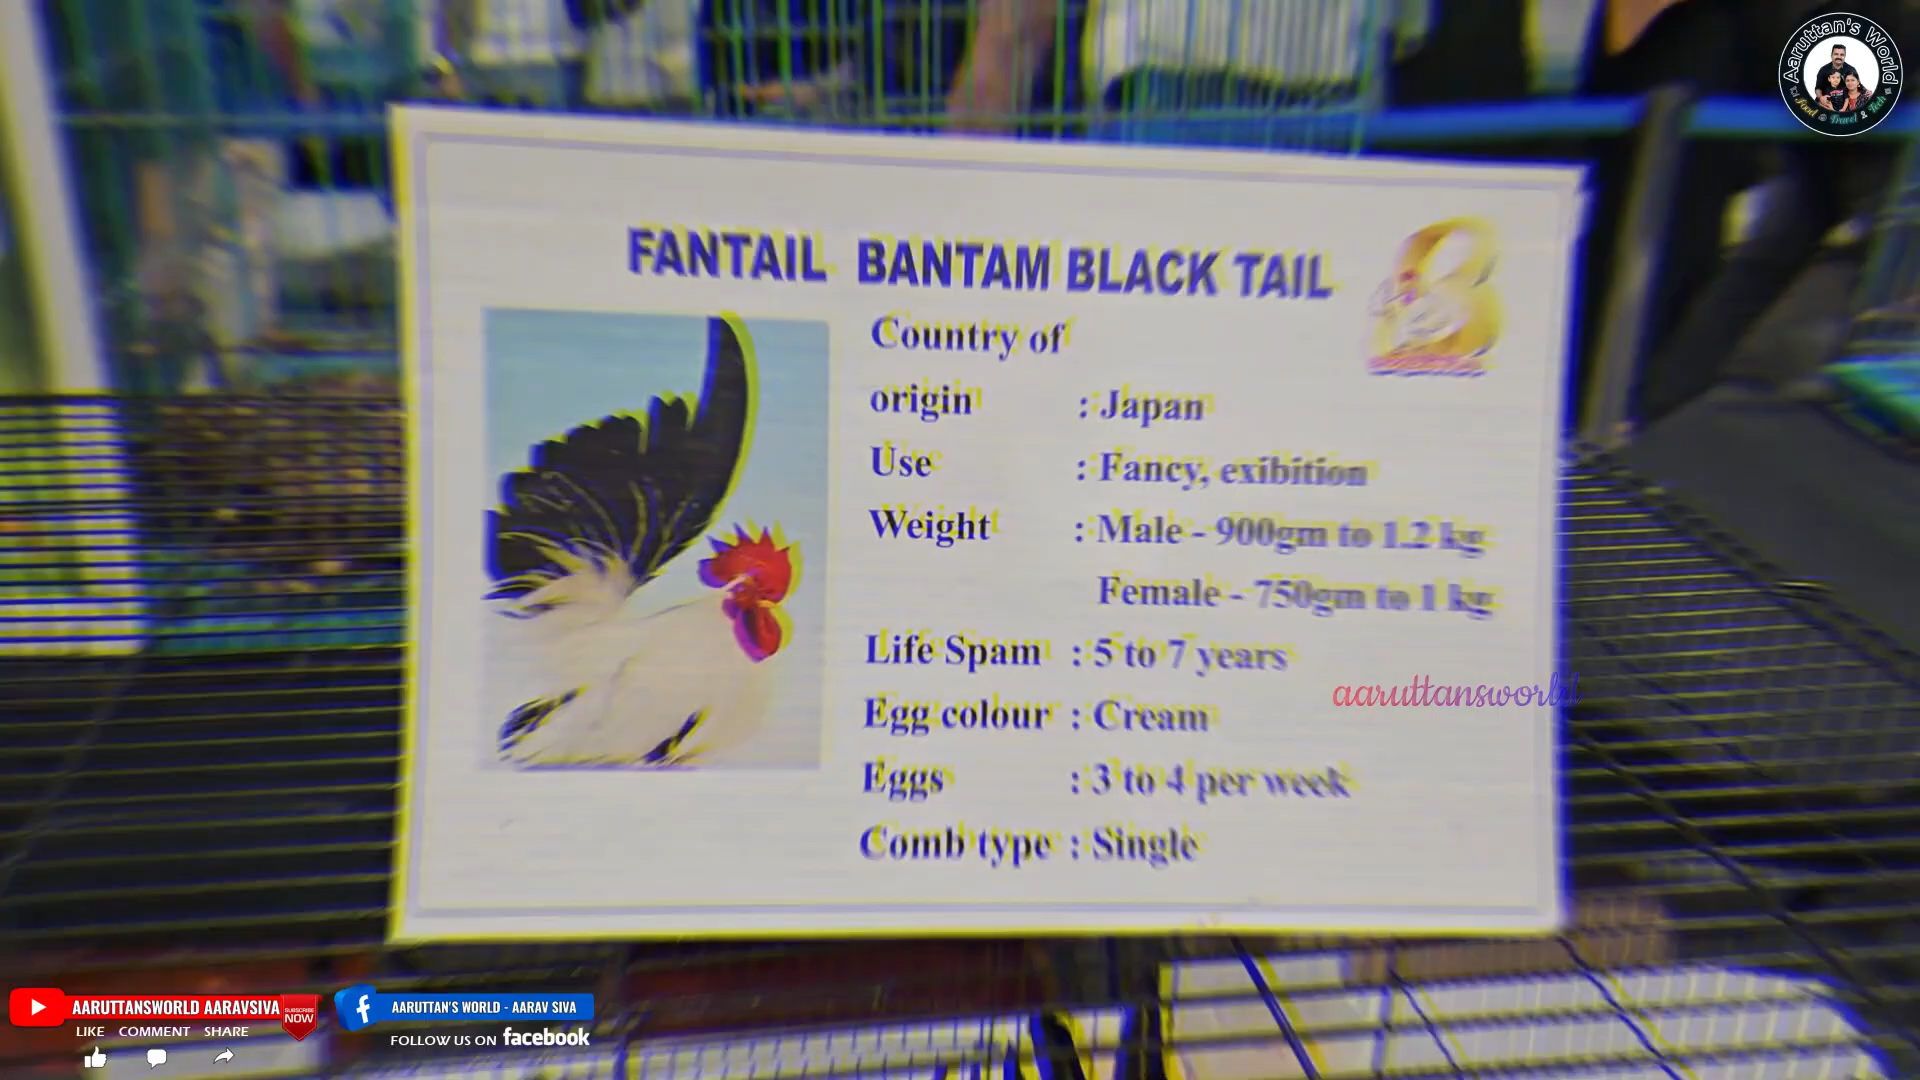 Aaruttan's World
Food Travel & Tech
FANTAIL BANTAM BLACK TAIL
Country of
origin : Japan
Use : Fancy, exibition
Weight : Male - 900gm to 1.2 kg
Female - 750gm to 1 kg
Life Spam : 5 to 7 years
aaruttansworld
Egg colour : Cream
Eggs : 3 to 4 per week
Comb type : Single
AARUTTANSWORLD AARAVSIVA
SUBSCRIBE NOW
LIKE COMMENT SHARE
AARUTTAN'S WORLD - AARAV SIVA
FOLLOW US ON facebook